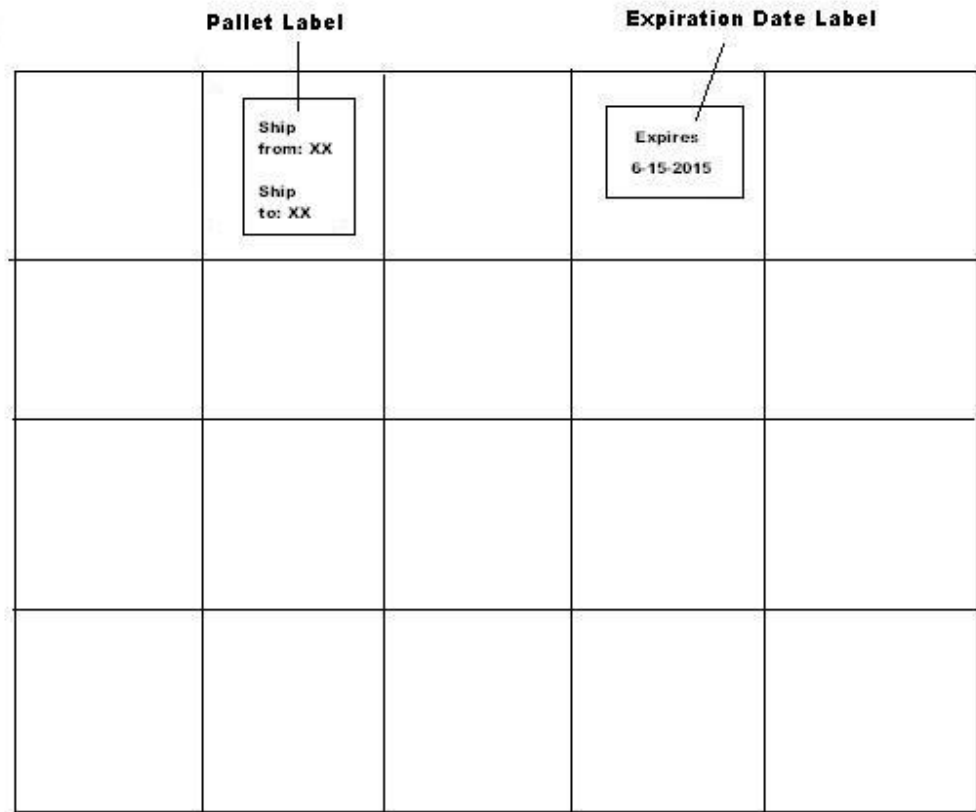 Pallet Label
Expiration Date Label
Ship
from: XX
Ship
to: XX
Expires
6-15-2015